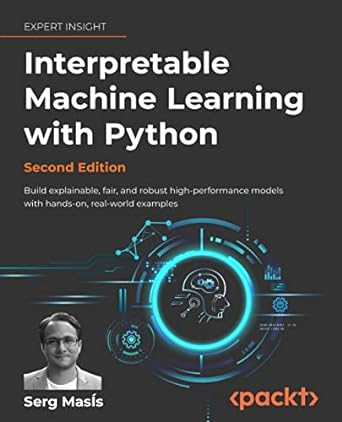 EXPERT INSIGHT
Interpretable
Machine Learning
with Python
Second Edition
Build explainable, fair, and robust high-performance models
with hands-on, real-world examples
Serg Masís
<packt>